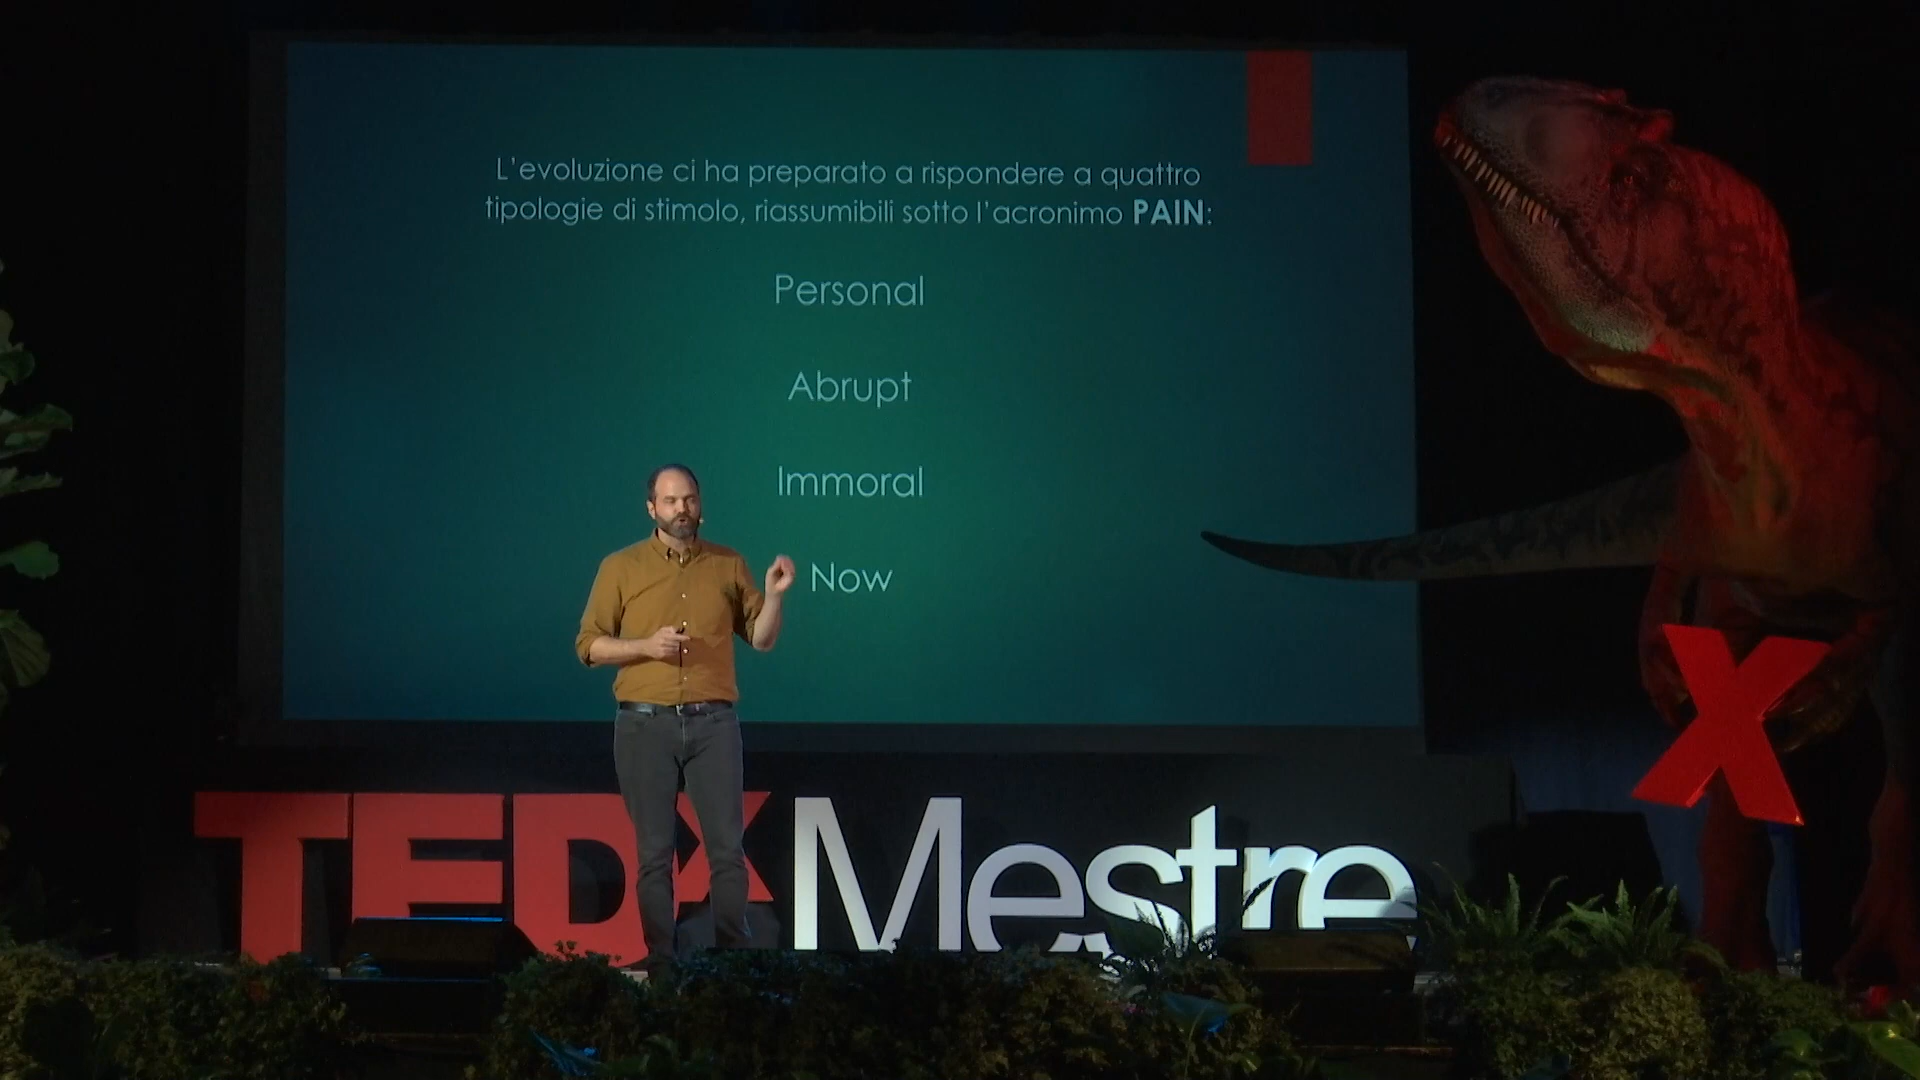 L'evoluzione ci ha preparato a rispondere a quattro
tipologie di stimolo, riassumibili sotto l'acronimo PAIN:
Personal
Abrupt
Immoral
Now
X
TEDxMestre